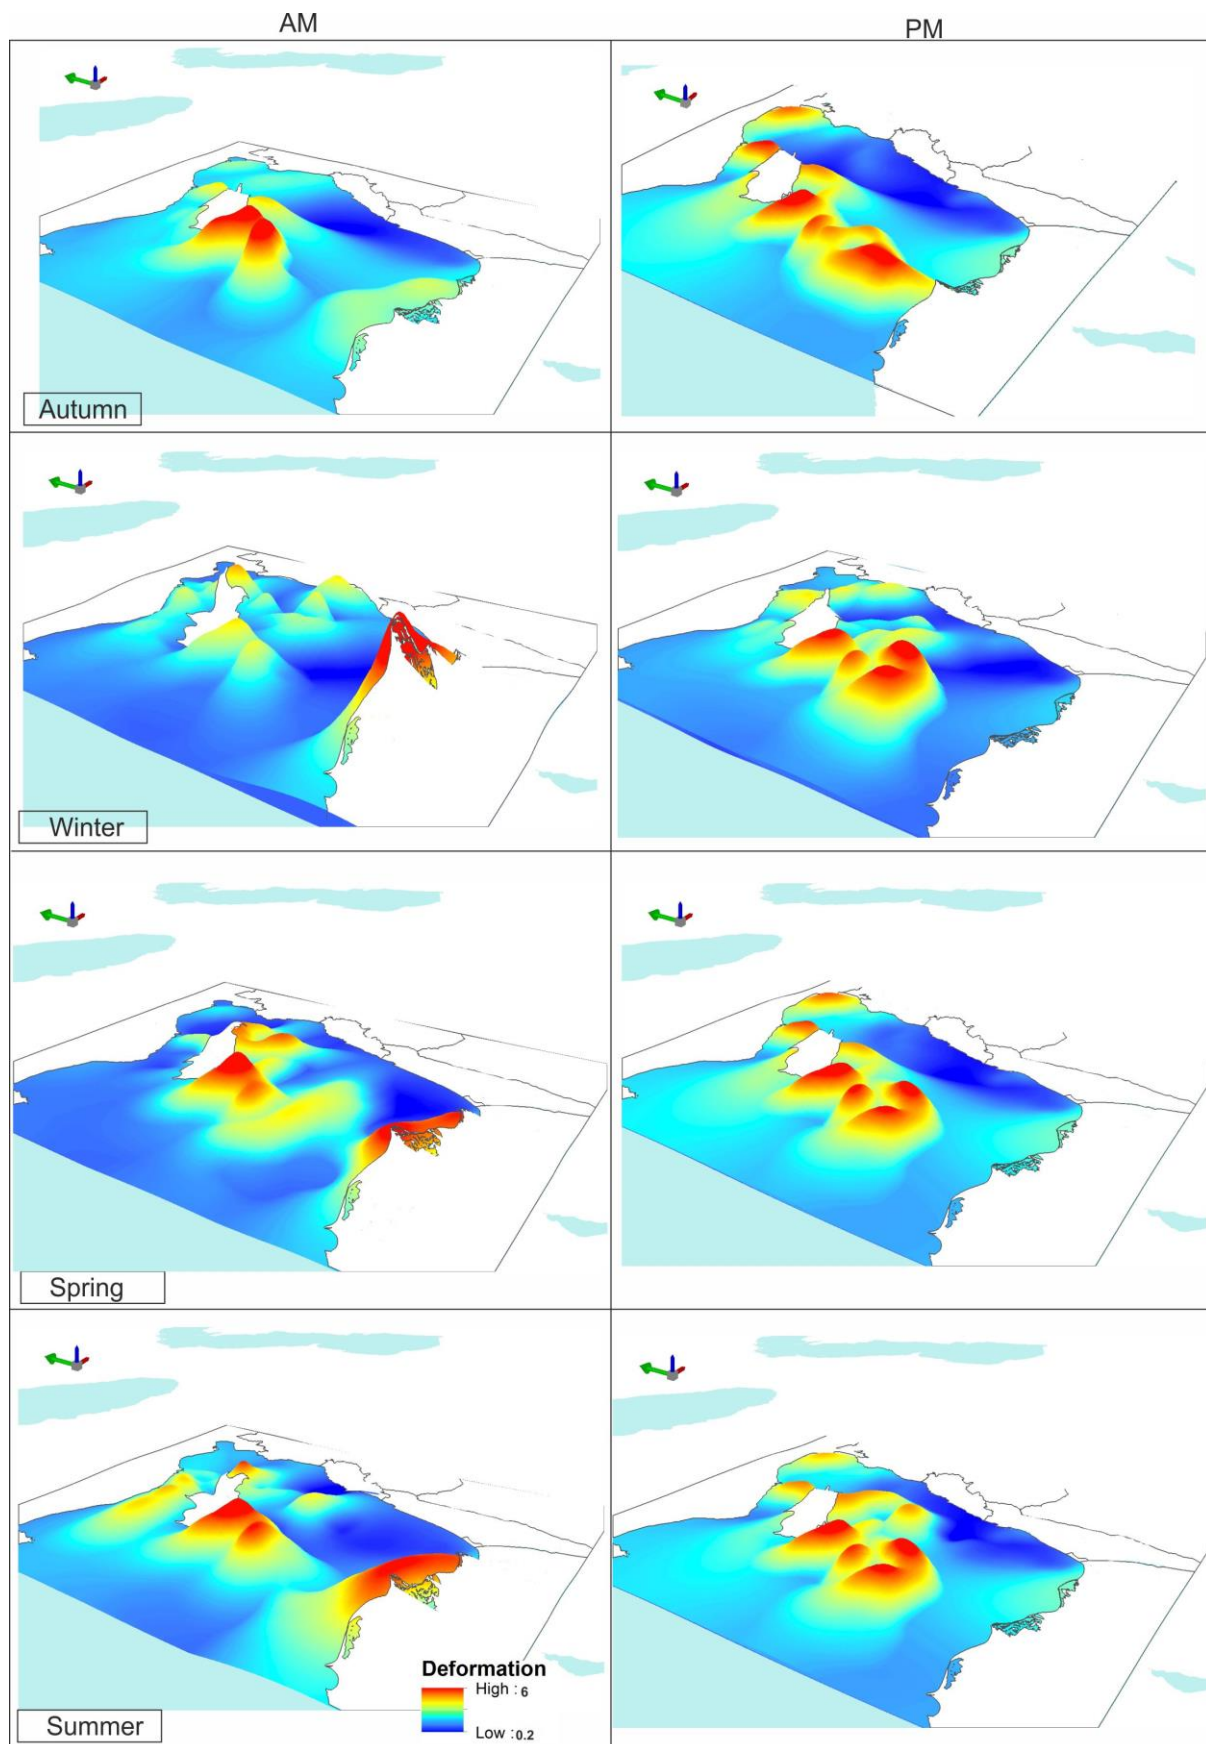 AM
PM
Autumn
Winter
Spring
Deformation
High : 6
Low : 0.2
Summer